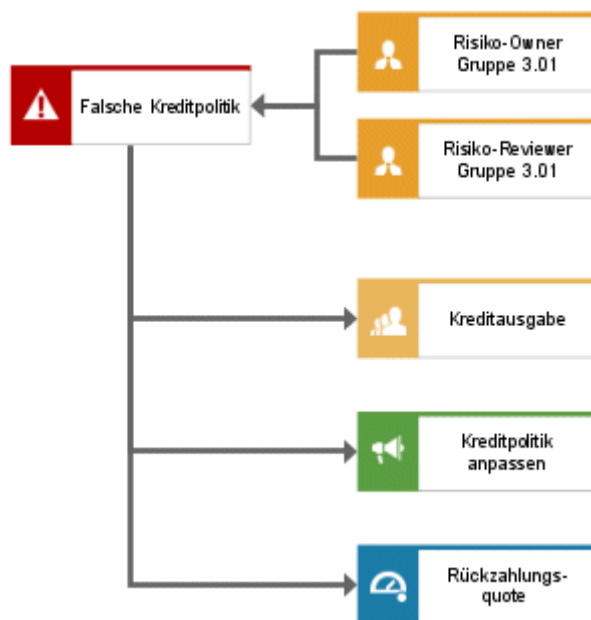 Risiko-Owner
Gruppe 3.01
Falsche Kreditpolitik
Risiko-Reviewer
Gruppe 3.01
Kreditausgabe
Kreditpolitik
anpassen
Rückzahlungs-
quote